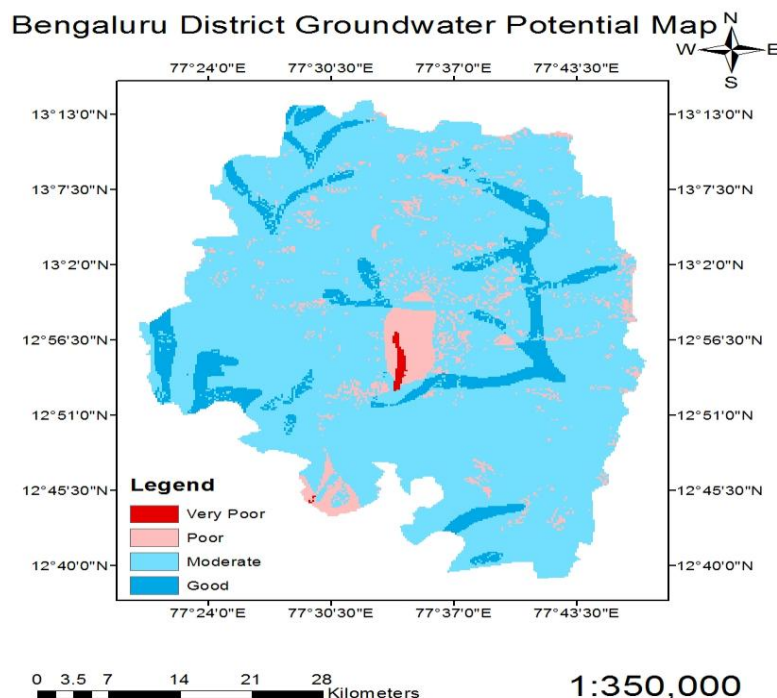 Bengaluru District Groundwater Potential Map
N
W E
S
77°24'0"E 77°30'30"E 77°37'0"E 77°43'30"E
13°13'0"N 13°13'0"N
13°7'30"N 13°7'30"N
13°2'0"N 13°2'0"N
12°56'30"N 12°56'30"N
12°51'0"N 12°51'0"N
12°45'30"N 12°45'30"N
12°40'0"N 12°40'0"N
Legend
Very Poor
Poor
Moderate
Good
77°24'0"E 77°30'30"E 77°37'0"E 77°43'30"E
0 3.5 7 14 21 28
Kilometers
1:350,000